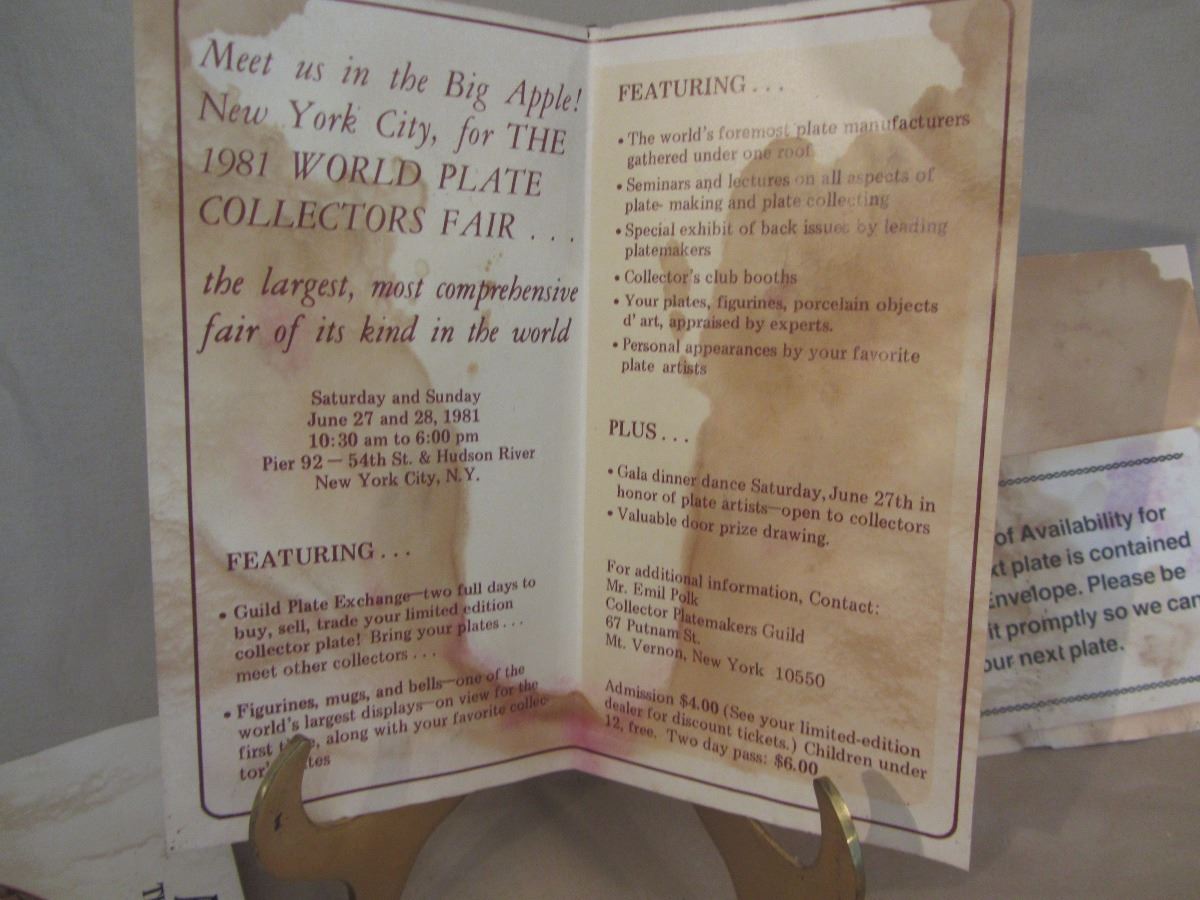 Meet us in the Big Apple!
New York City, for THE
1981 WORLD PLATE
COLLECTORS FAIR . . .
the largest, most comprehensive
fair of its kind in the world
Saturday and Sunday
June 27 and 28, 1981
10:30 am to 6:00 pm
Pier 92 — 54th St. & Hudson River
New York City, N.Y.
FEATURING . . .
• Guild Plate Exchange—two full days to
buy, sell, trade your limited edition
collector plate! Bring your plates . . .
meet other collectors . . .
• Figurines, mugs, and bells—one of the
world's largest displays—on view for the
first, along with your favorite collec-
FEATURING . . .
• The world's foremost plate manufacturers
gathered under one roof
• Seminars and lectures on all aspects of
plate- making and plate collecting
• Special exhibit of back issues by leading
platemakers
• Collector's club booths
• Your plates, figurines, porcelain objects
d' art, appraised by experts.
• Personal appearances by your favorite
plate artists
PLUS . . .
• Gala dinner dance Saturday, June 27th in
honor of plate artists—open to collectors
• Valuable door prize drawing.
For additional information, Contact:
Mr. Emil Polk
Collector Platemakers Guild
67 Putnam St.
Mt. Vernon, New York 10550
Admission $4.00 (See your limited-edition
dealer for discount tickets.) Children under
12, free. Two day pass: $6.00
of Availability for
plate is contained
Envelope. Please be
it promptly so we can
our next plate.